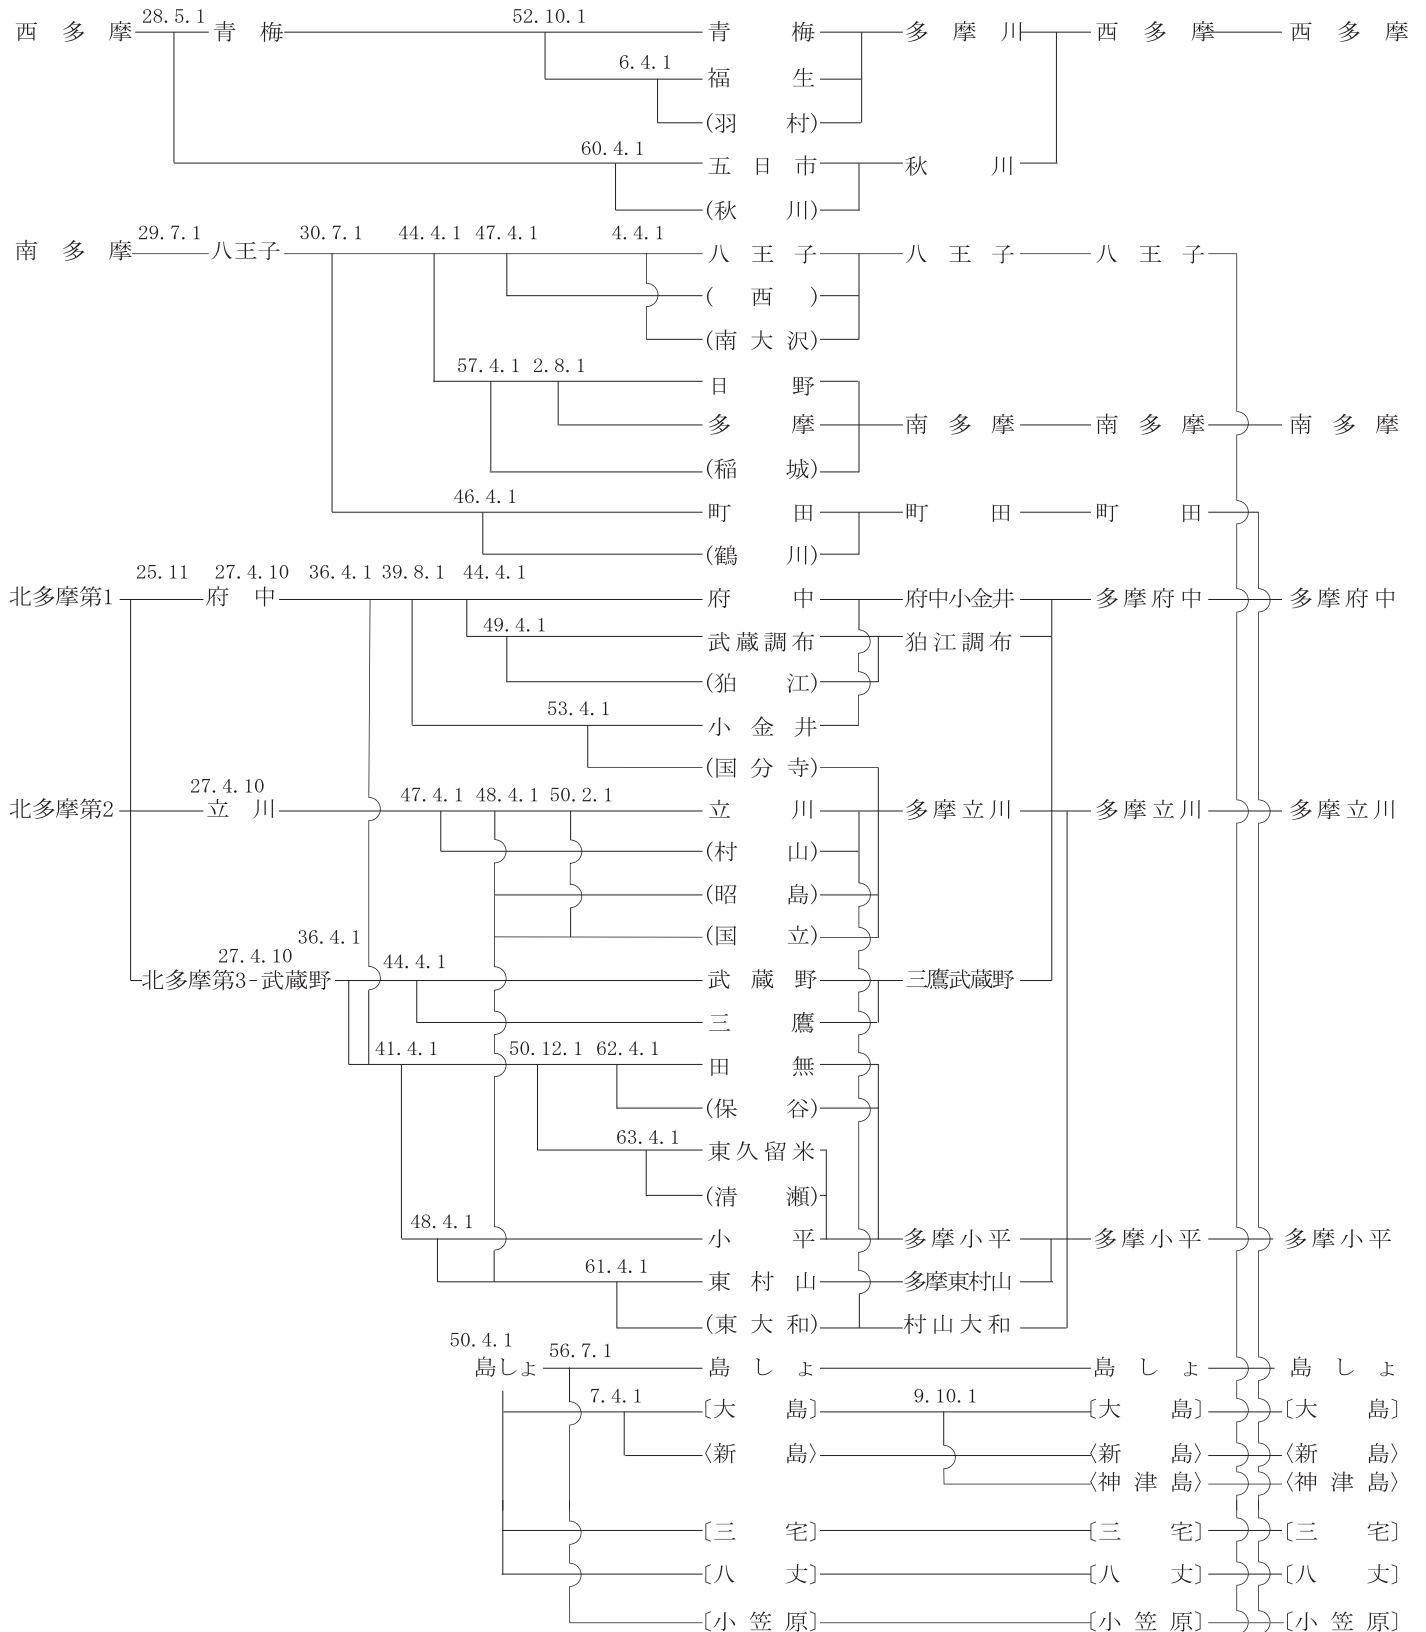 28.5.1 52.10.1
西多摩 青梅 青梅 多摩川 西多摩 西多摩
6.4.1
福生
(羽村)
60.4.1
五日市 秋川
(秋川)
29.7.1 30.7.1 44.4.1 47.4.1 4.4.1
南多摩 八王子 八王子 八王子 八王子
(西)
(南大沢)
57.4.1 2.8.1
日野
多摩 南多摩 南多摩 南多摩
(稲城)
46.4.1
町田 町田 町田
(鶴川)
25.11 27.4.10 36.4.1 39.8.1 44.4.1
北多摩第1 府中 府中 府中小金井 多摩府中 多摩府中
49.4.1
武蔵調布 狛江調布
(狛江)
53.4.1
小金井
(国分寺)
27.4.10 47.4.1 48.4.1 50.2.1
北多摩第2 立川 立川 多摩立川 多摩立川 多摩立川
(村山)
(昭島)
36.4.1
(国立)
27.4.10 44.4.1
北多摩第3-武蔵野 武蔵野 三鷹武蔵野
三鷹
41.4.1 50.12.1 62.4.1
田無
(保谷)
63.4.1
東久留米
(清瀬)
48.4.1
小平 多摩小平 多摩小平 多摩小平
61.4.1
東村山 多摩東村山
(東大和) 村山大和
50.4.1 56.7.1
島しょ 島しょ 島しょ 島しょ
7.4.1 9.10.1
〔大島〕 〔大島〕 〔大島〕
〈新島〉 〈新島〉 〈新島〉
〈神津島〉 〈神津島〉
〔三宅〕 〔三宅〕 〔三宅〕
〔八丈〕 〔八丈〕 〔八丈〕
〔小笠原〕 〔小笠原〕 〔小笠原〕